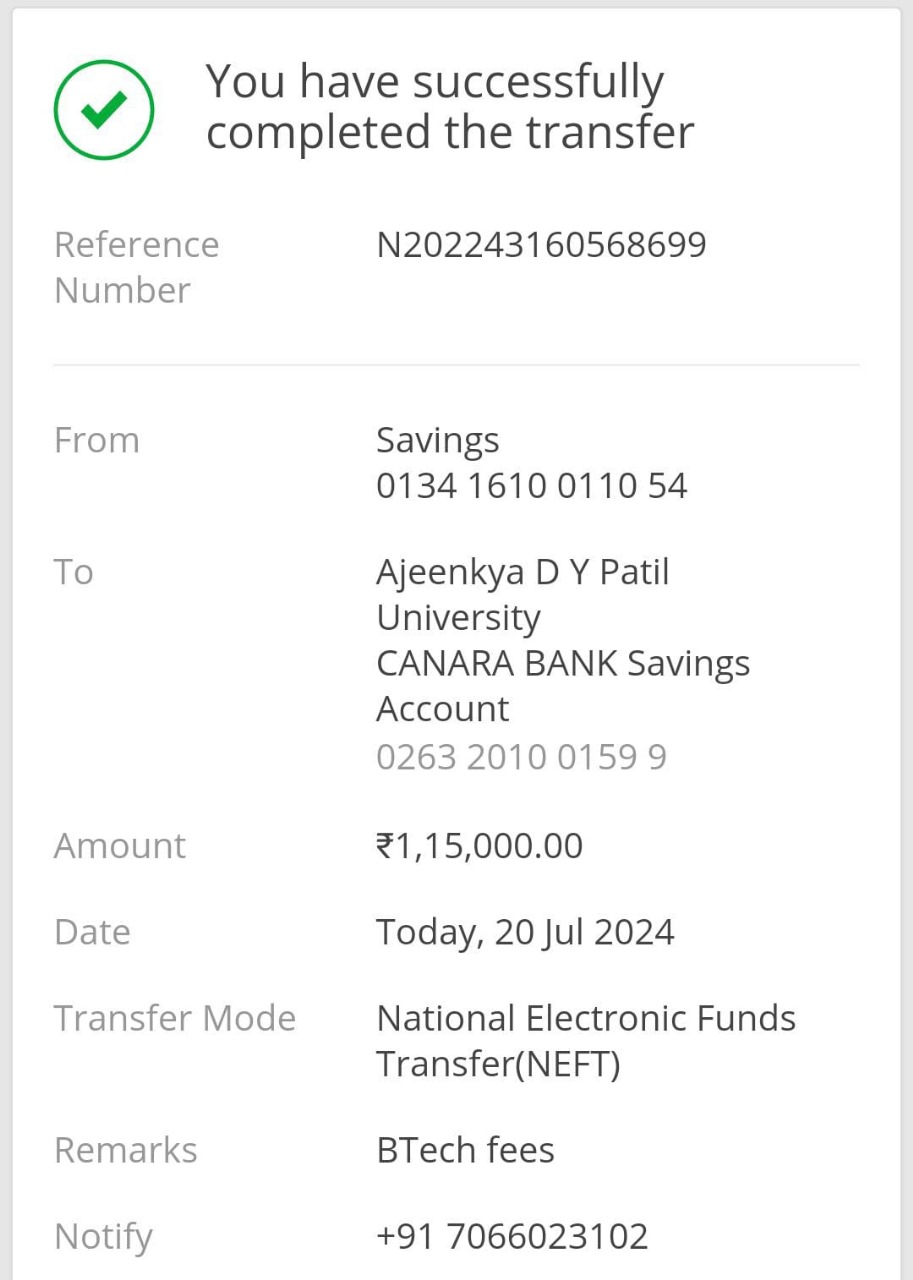 You have successfully
completed the transfer
Reference
Number
N202243160568699
From
Savings
0134 1610 0110 54
To
Ajeenkya D Y Patil
University
CANARA BANK Savings
Account
0263 2010 0159 9
Amount
₹1,15,000.00
Date
Today, 20 Jul 2024
Transfer Mode
National Electronic Funds
Transfer(NEFT)
Remarks
BTech fees
Notify
+91 7066023102